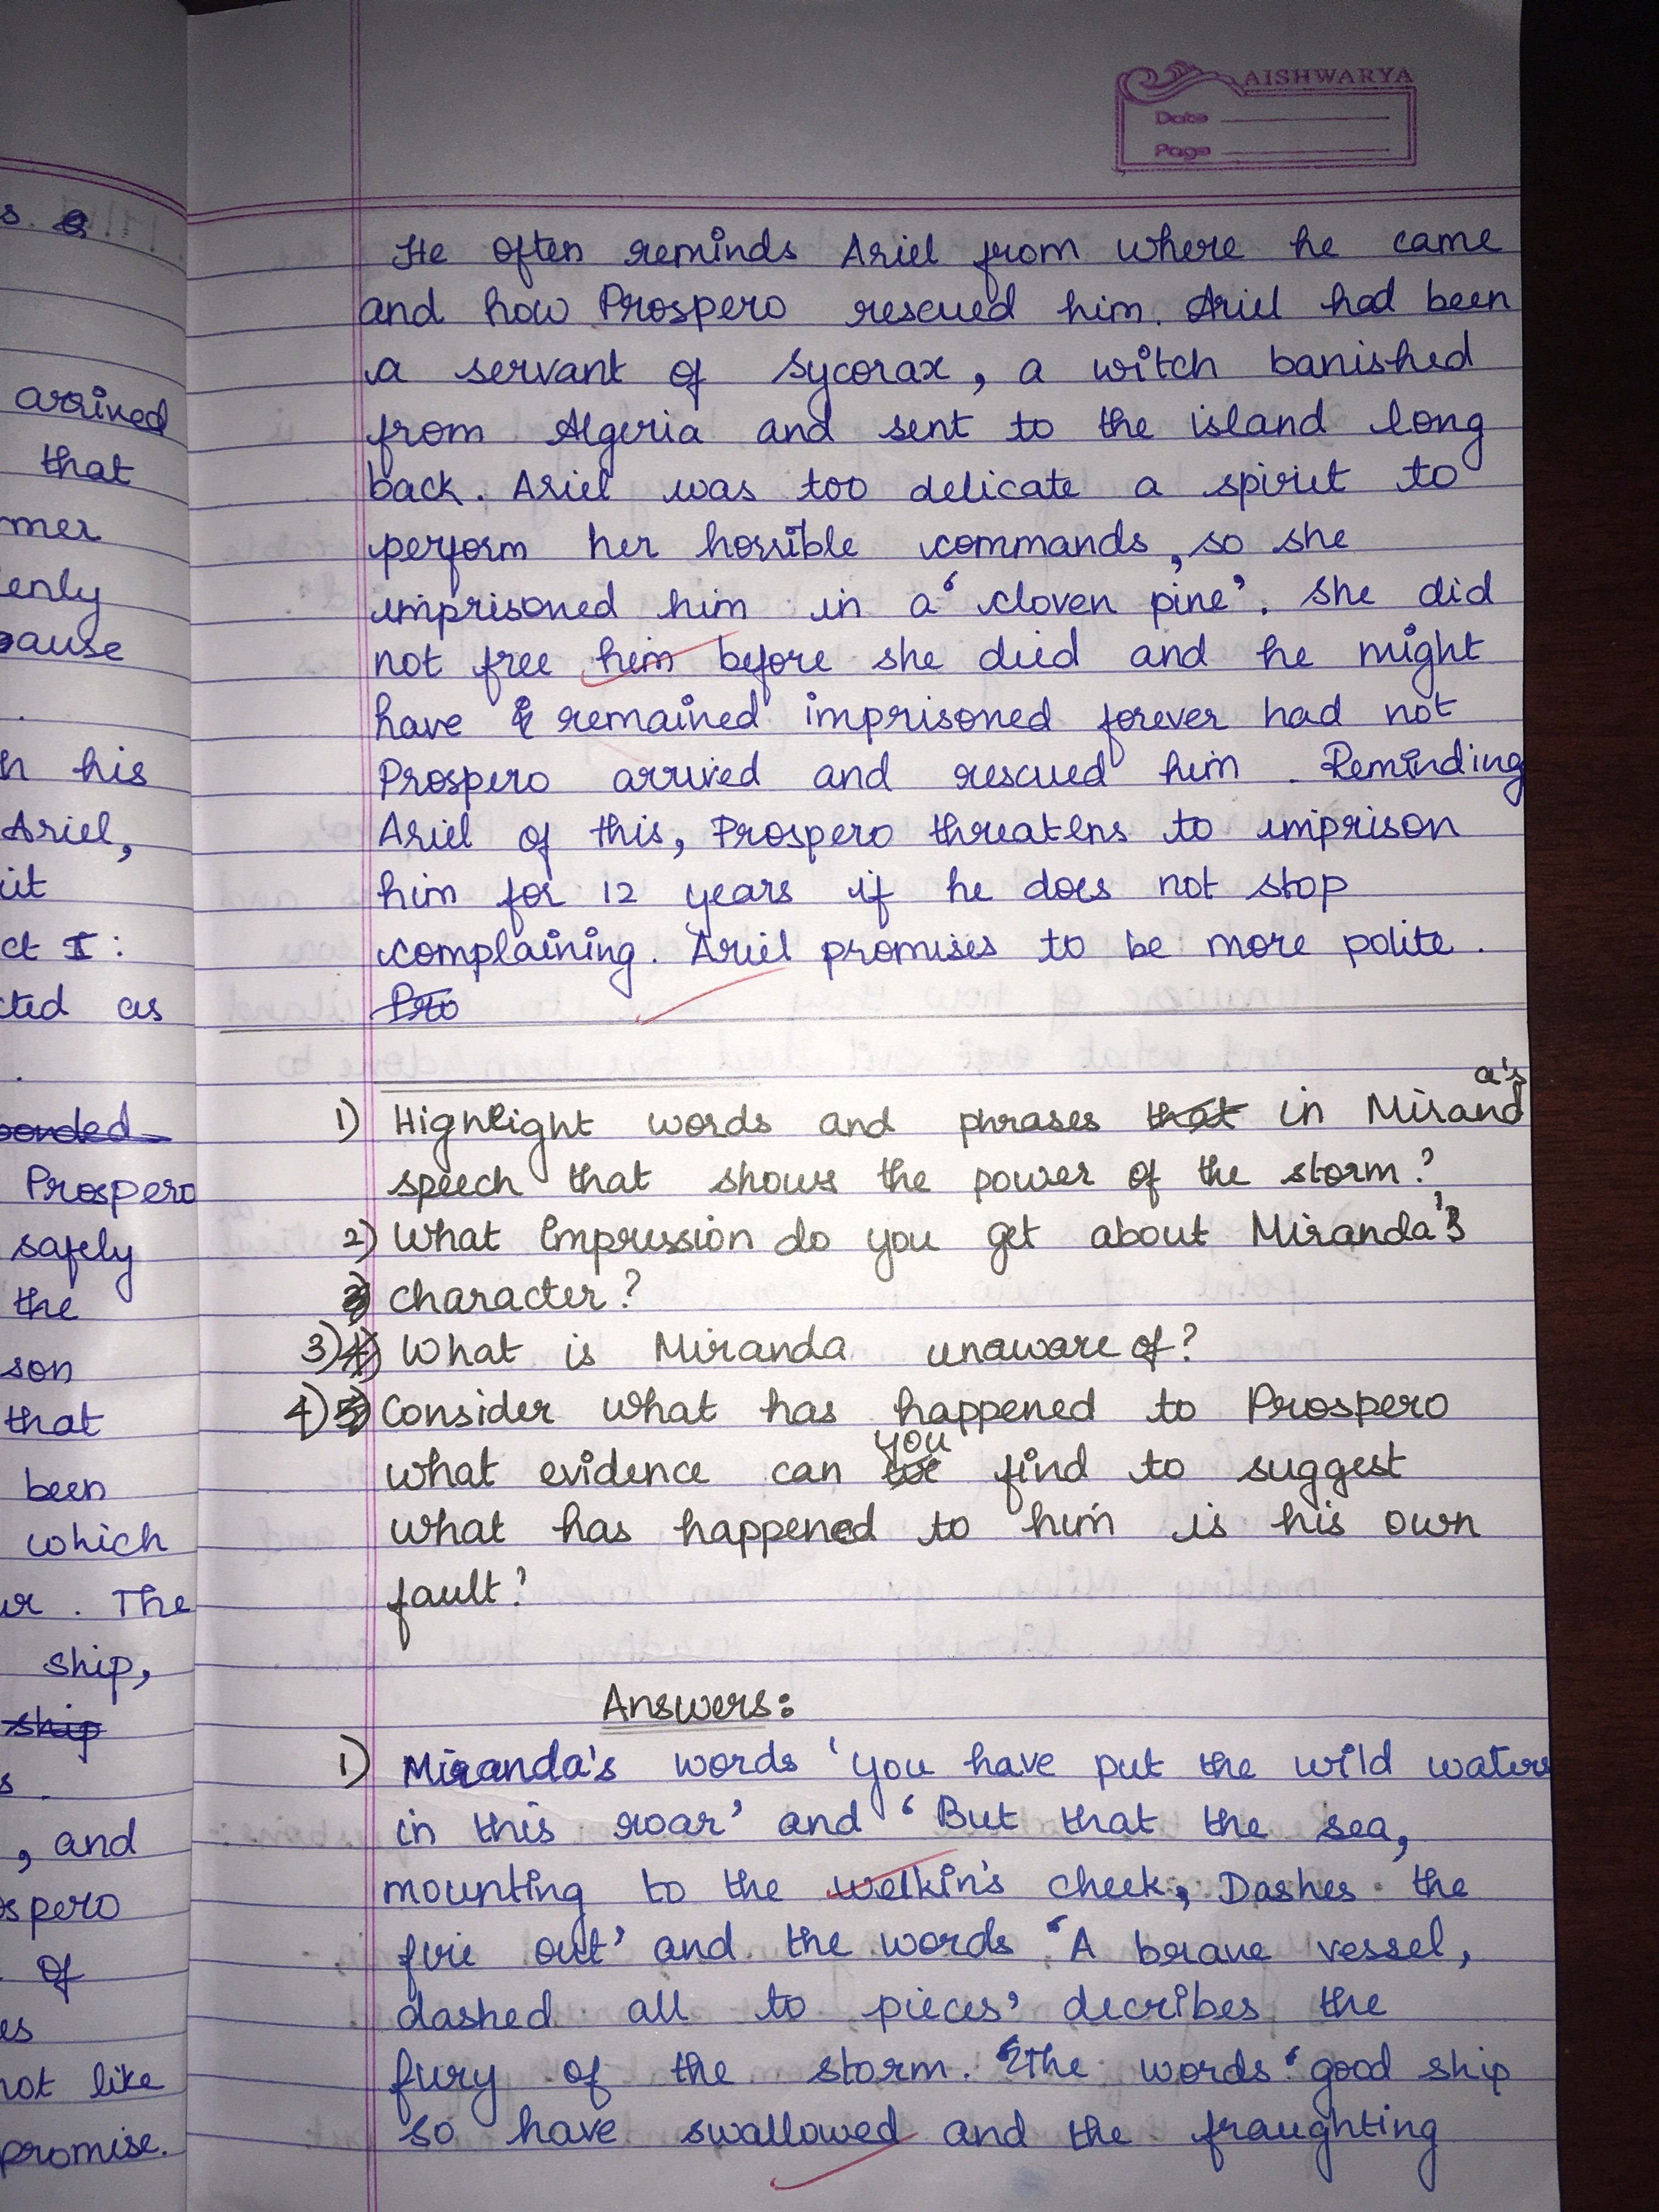 AISHWARYA
Date
Page
s.
arrived
that
mer
enly
ause
h his
Ariel,
it
ct I:
ted as
ponded
Prospero
safely
the
son
that
been
which
ur. The
ship,
ship
s.
, and
ospero
of
es
not like
promise.
He often reminds Ariel from where he came
and how Prospero rescued him. Ariel had been
a servant of Sycorax, a witch banished
from Algeria and sent to the island long
back. Ariel was too delicate a spirit to
perform her horrible commands, so she
imprisoned him in a 'cloven pine'. She did
not free him before she died and he might
have remained imprisoned forever had not
Prospero arrived and rescued him. Reminding
Ariel of this, Prospero threatens to imprison
him for 12 years if he does not stop
complaining. Ariel promises to be more polite.
Pro
1) Highlight words and phrases that in Miranda's
speech that shows the power of the storm?
2) What Impression do you get about Miranda's
3) character?
3) 4) What is Miranda unaware of?
4) 5) Consider what has happened to Prospero
what evidence can you find to suggest
what has happened to him is his own
fault?
Answers:
1) Miranda's words 'you have put the wild waters
in this roar' and 'But that the sea,
mounting to the welkin's cheek, Dashes the
fire out' and the words 'A brave vessel,
dashed all to pieces' decribes the
fury of the storm. The words 'good ship
so have swallowed and the fraughting